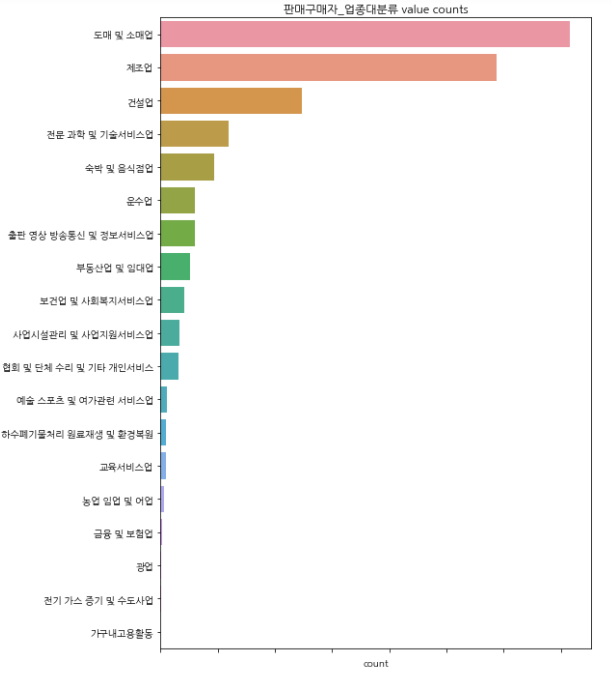 판매구매자_업종대분류 value counts
도매 및 소매업
제조업
건설업
전문 과학 및 기술서비스업
숙박 및 음식점업
운수업
출판 영상 방송통신 및 정보서비스업
부동산업 및 임대업
보건업 및 사회복지서비스업
사업시설관리 및 사업지원서비스업
협회 및 단체 수리 및 기타 개인서비스
예술 스포츠 및 여가관련 서비스업
하수폐기물처리 원료재생 및 환경복원
교육서비스업
농업 임업 및 어업
금융 및 보험업
광업
전기 가스 증기 및 수도사업
가구내고용활동
count